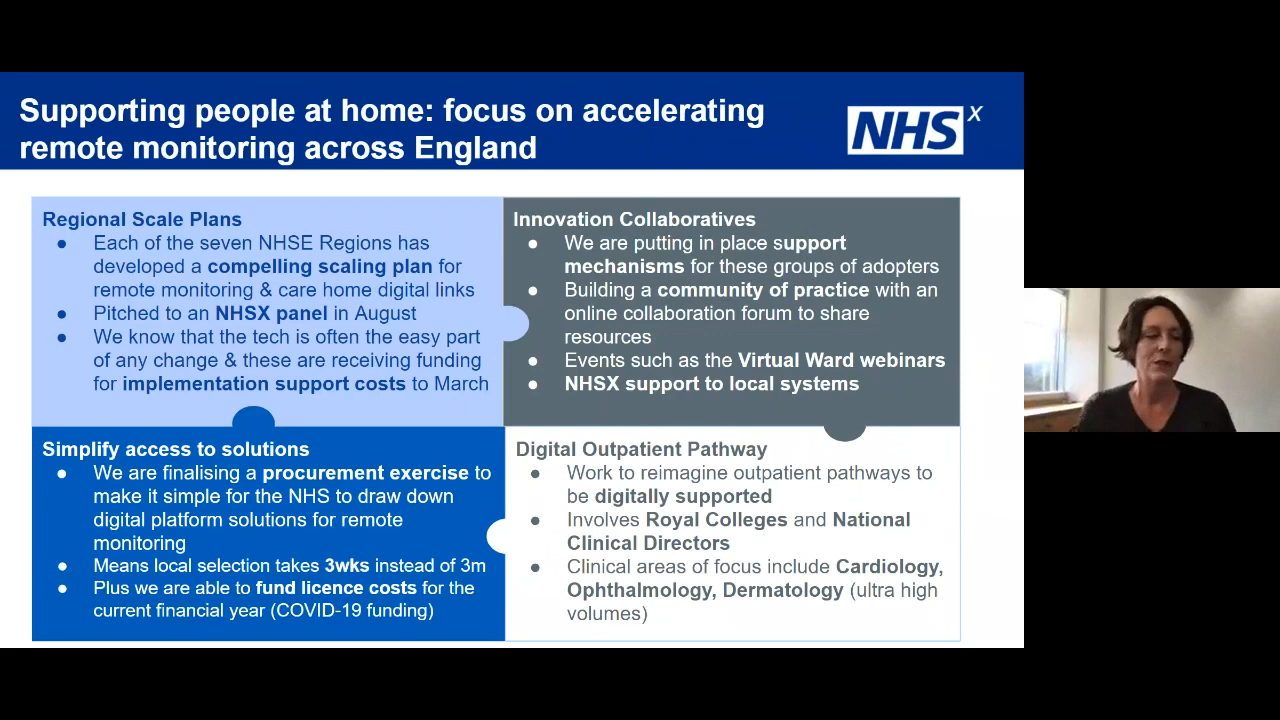 Supporting people at home: focus on accelerating
remote monitoring across England
NHS X
Regional Scale Plans
● Each of the seven NHSE Regions has
developed a compelling scaling plan for
remote monitoring & care home digital links
● Pitched to an NHSX panel in August
● We know that the tech is often the easy part
of any change & these are receiving funding
for implementation support costs to March
Innovation Collaboratives
● We are putting in place support
mechanisms for these groups of adopters
● Building a community of practice with an
online collaboration forum to share
resources
● Events such as the Virtual Ward webinars
● NHSX support to local systems
Simplify access to solutions
● We are finalising a procurement exercise to
make it simple for the NHS to draw down
digital platform solutions for remote
monitoring
● Means local selection takes 3wks instead of 3m
● Plus we are able to fund licence costs for the
current financial year (COVID-19 funding)
Digital Outpatient Pathway
● Work to reimagine outpatient pathways to
be digitally supported
● Involves Royal Colleges and National
Clinical Directors
● Clinical areas of focus include Cardiology,
Ophthalmology, Dermatology (ultra high
volumes)